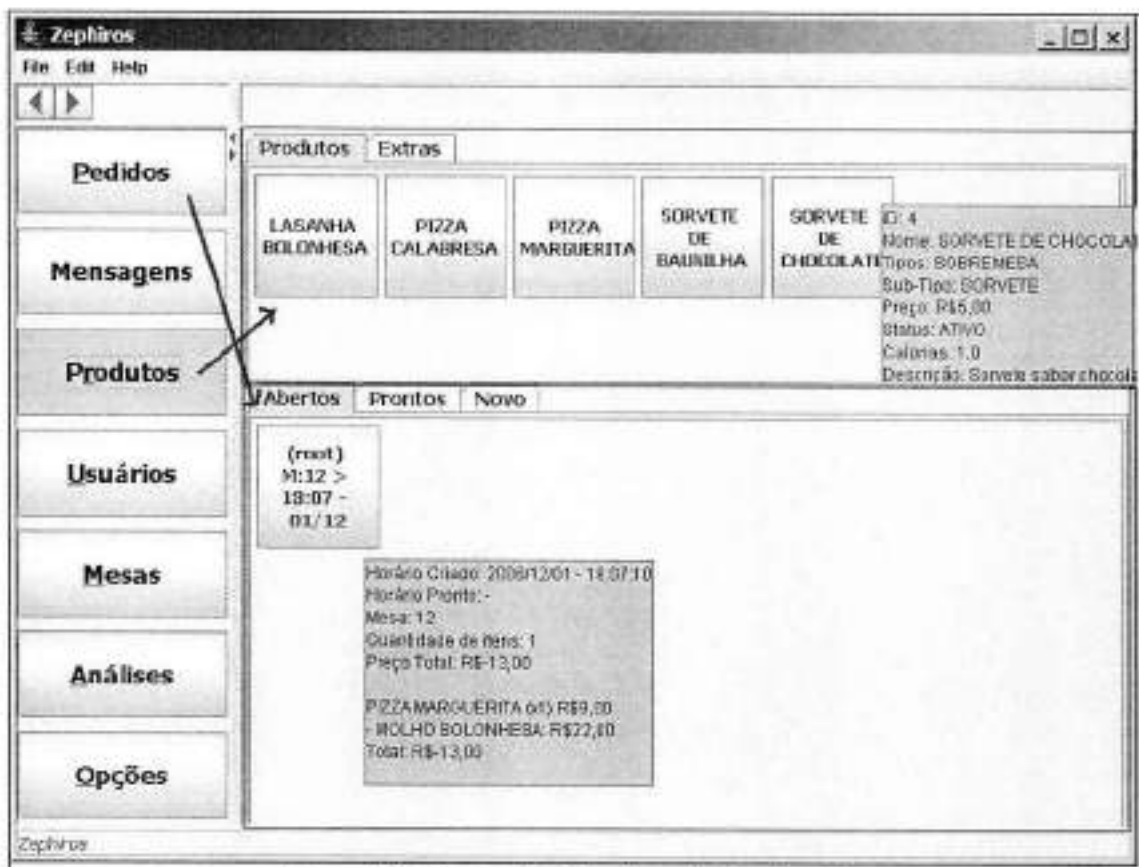 Zephiros
File Edit Help
Pedidos
Mensagens
Produtos
Usuários
Mesas
Análises
Opções
Produtos Extras
LASANHA
BOLONHESA
PIZZA
CALABRESA
PIZZA
MARGUERITA
SORVETE
DE
BAUNILHA
SORVETE
DE
CHOCOLATE
ID: 4
Nome: SORVETE DE CHOCOLA
Tipos: SOBREMESA
Sub-Tipo: SORVETE
Preço: R$5,00
Status: ATIVO
Calorias: 1.0
Descrição: Sorvete sabor chocola
Abertos Prontos Novo
(root)
M:12 >
18:07 -
01/12
Horário Criado: 2006/12/01 - 18:07:10
Horário Pronto: -
Mesa: 12
Quantidade de itens: 1
Preço Total: R$-13,00
PIZZA MARGUERITA (x1) R$9,00
- MOLHO BOLONHESA: R$22,00
Total: R$-13,00
Zephiros